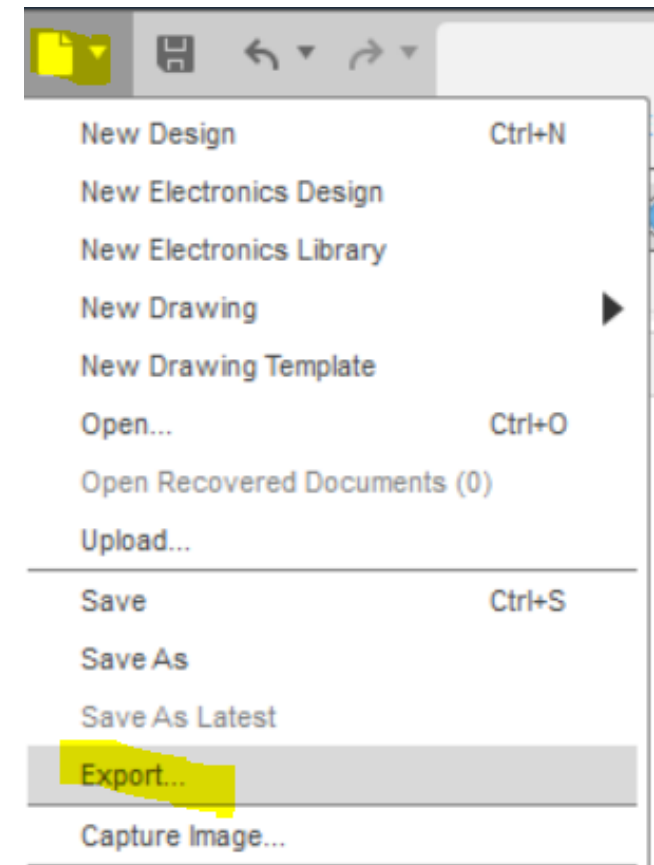 New Design Ctrl+N
New Electronics Design
New Electronics Library
New Drawing
New Drawing Template
Open... Ctrl+O
Open Recovered Documents (0)
Upload...
Save Ctrl+S
Save As
Save As Latest
Export...
Capture Image...